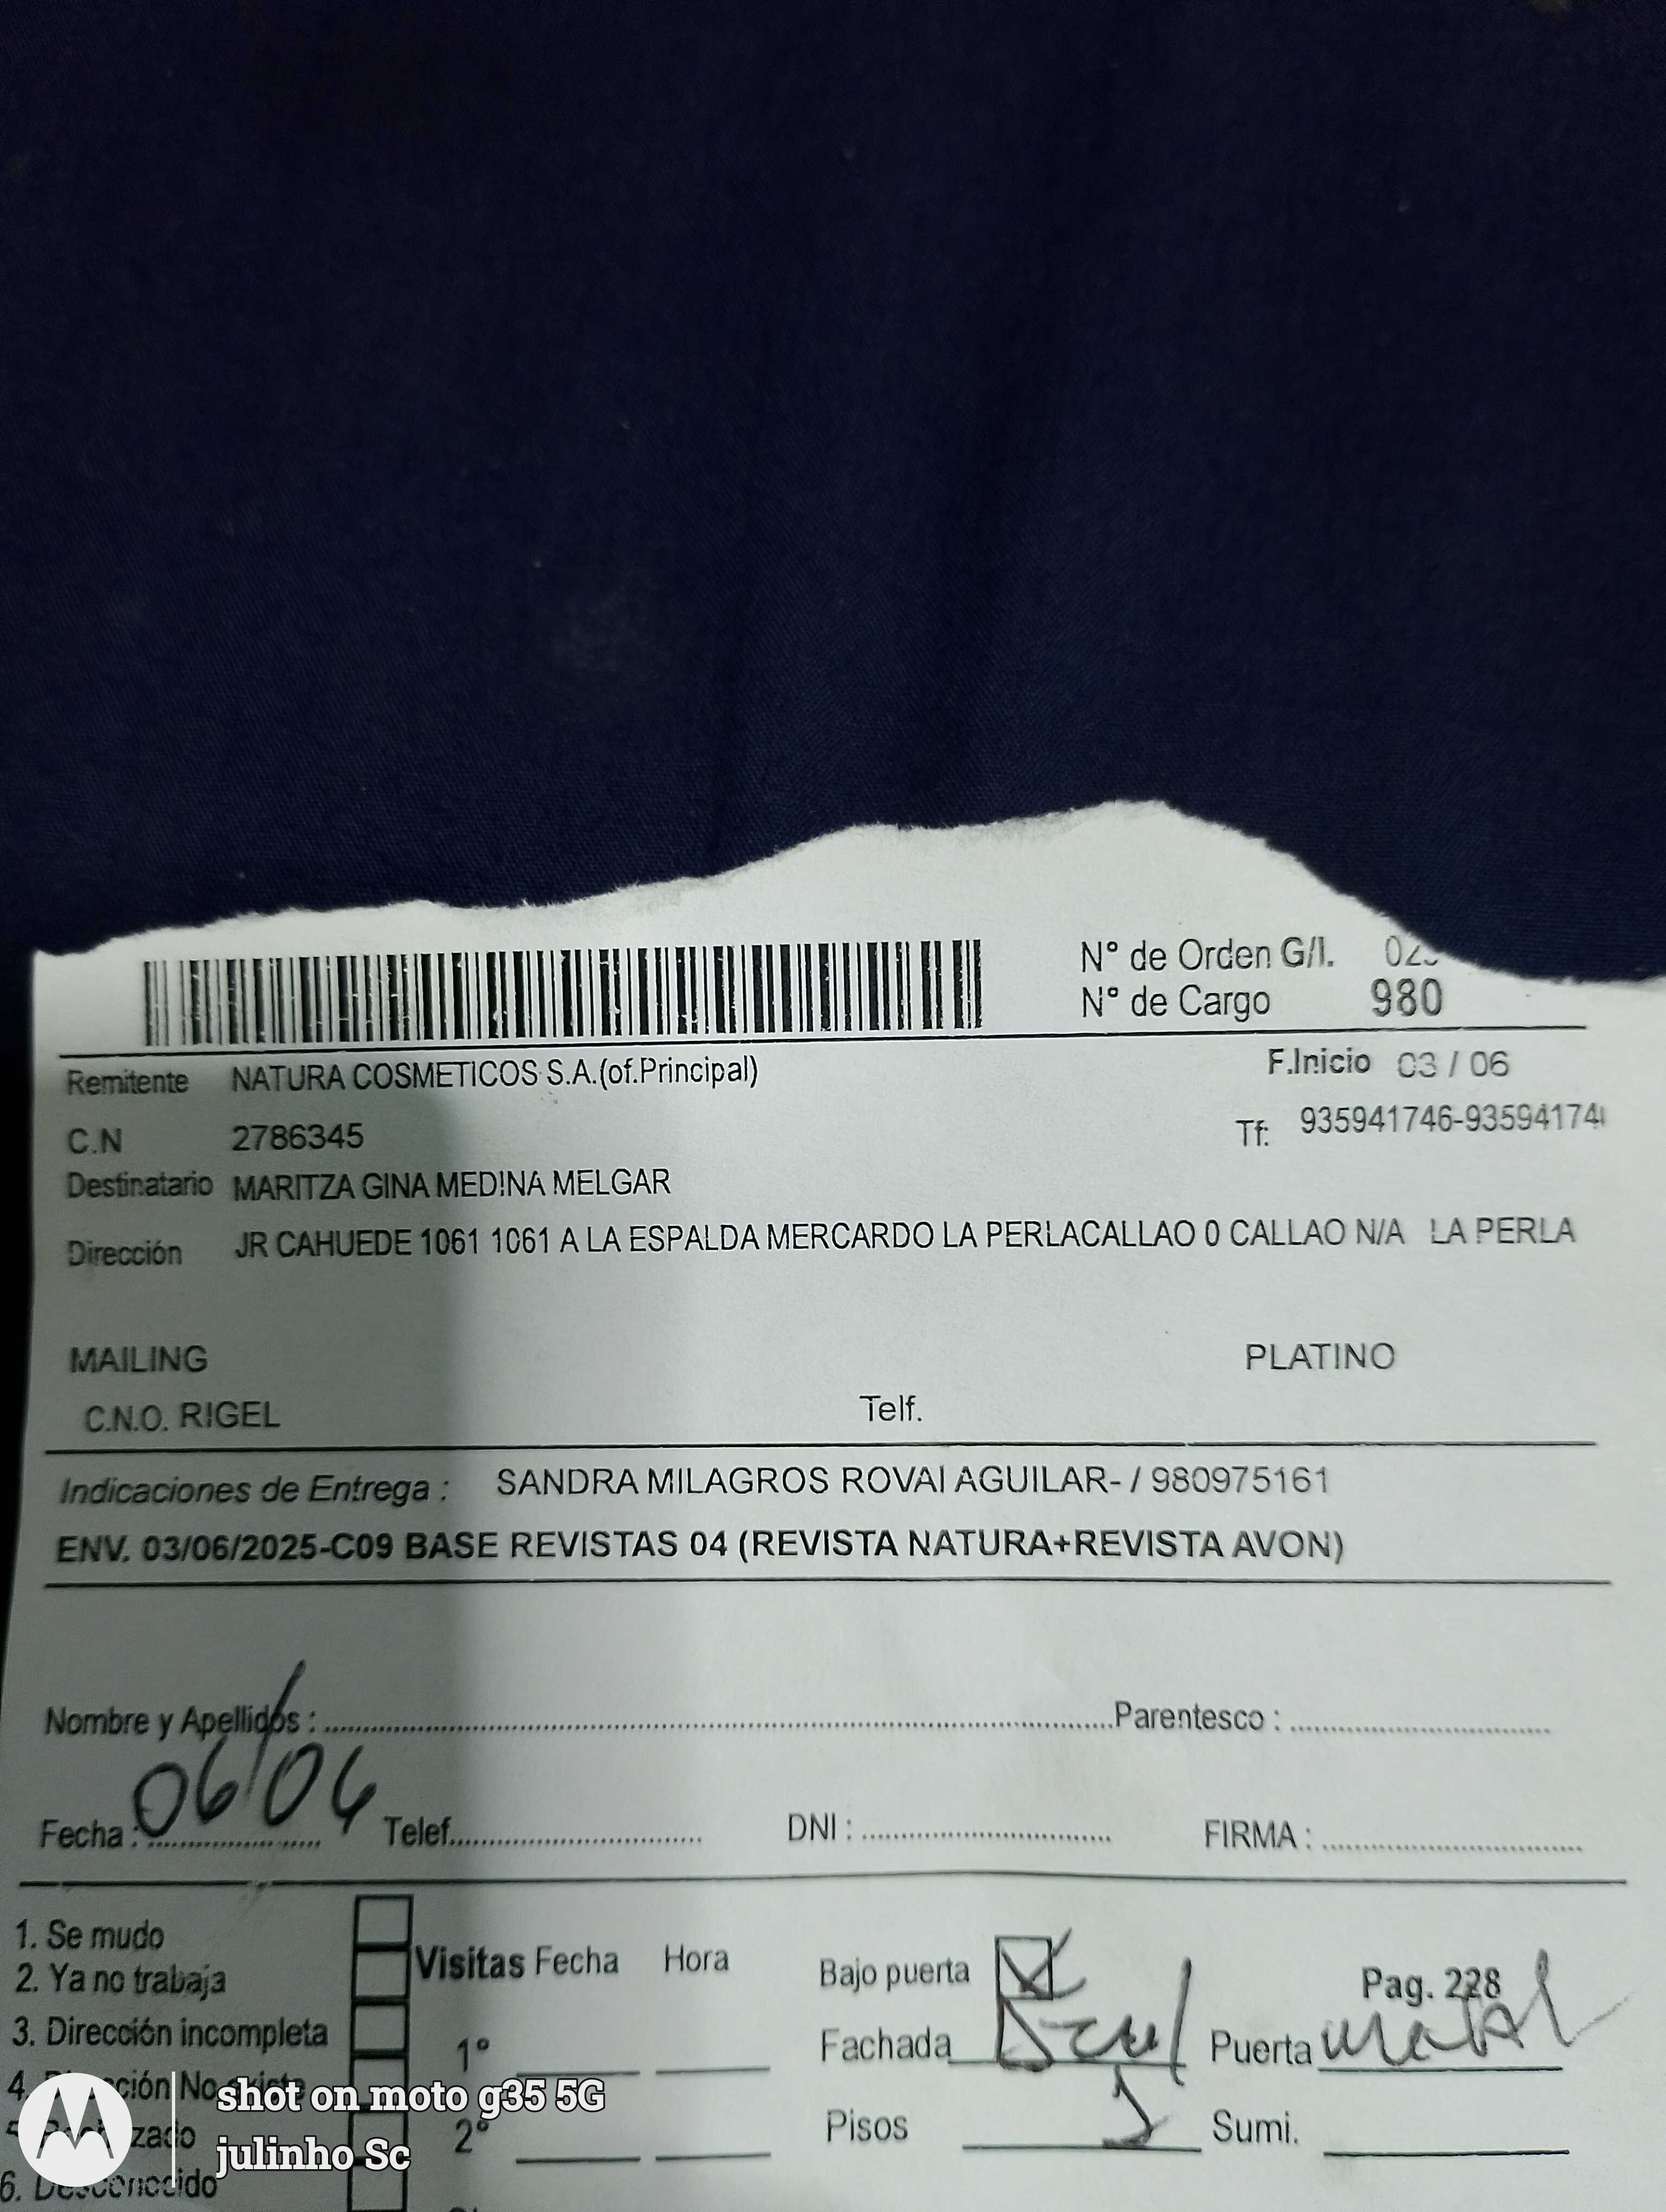 N° de Orden G/I.
N° de Cargo 980
Remitente NATURA COSMETICOS S.A.(of.Principal) F.Inicio 03 / 06
C.N 2786345 Tf: 935941746-93594174
Destinatario MARITZA GINA MEDINA MELGAR
Dirección JR CAHUEDE 1061 1061 A LA ESPALDA MERCARDO LA PERLACALLAO 0 CALLAO N/A LA PERLA
MAILING PLATINO
C.N.O. RIGEL Telf.
Indicaciones de Entrega : SANDRA MILAGROS ROVAI AGUILAR- / 980975161
ENV. 03/06/2025-C09 BASE REVISTAS 04 (REVISTA NATURA+REVISTA AVON)
Nombre y Apellidos : Parentesco :
Fecha : 06/06 Telef. DNI : FIRMA :
1. Se mudo
2. Ya no trabaja Visitas Fecha Hora Bajo puerta Pag. 228
3. Dirección incompleta 1° Fachada Puerta metal
4. 2° Pisos Sumi.
6. Desconocido
shot on moto g35 5G
julinho Sc